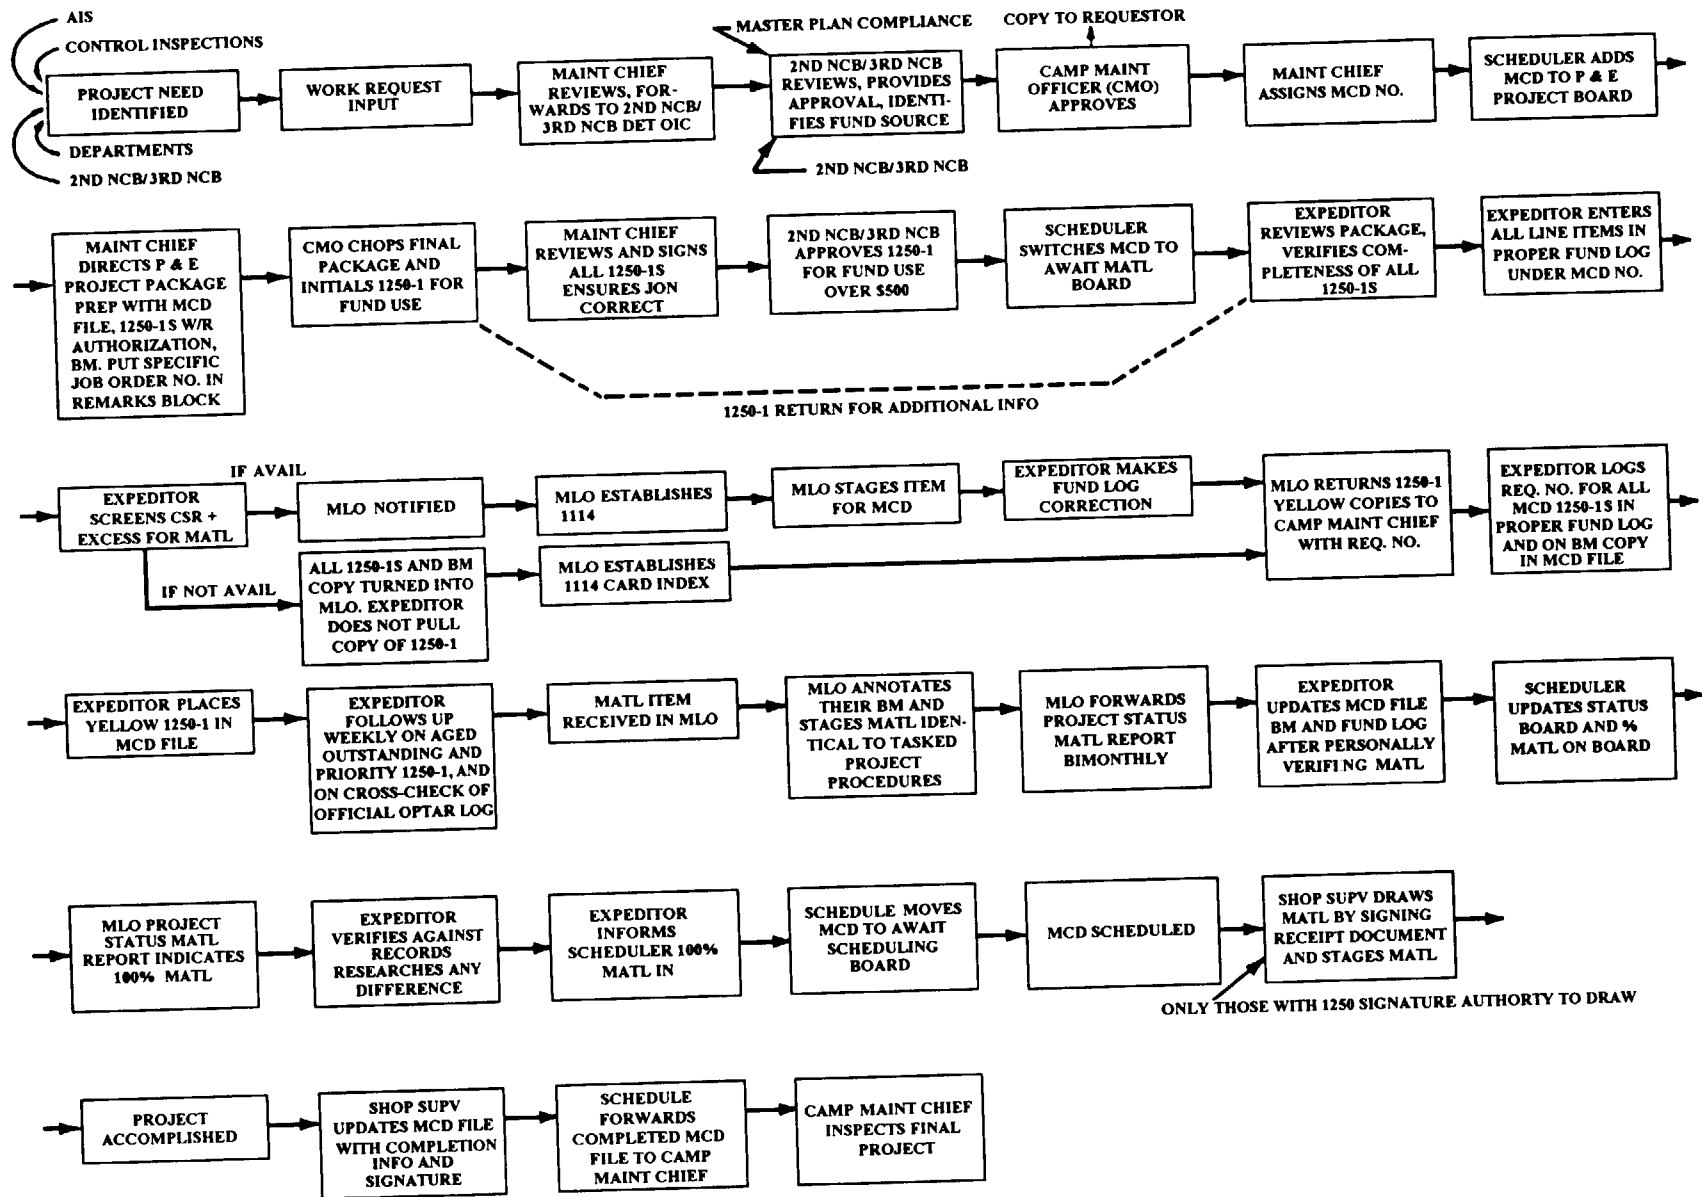 AIS
CONTROL INSPECTIONS
PROJECT NEED
IDENTIFIED
DEPARTMENTS
2ND NCB/3RD NCB
WORK REQUEST
INPUT
MAINT CHIEF
REVIEWS, FOR-
WARDS TO 2ND NCB/
3RD NCB DET OIC
MASTER PLAN COMPLIANCE
2ND NCB/3RD NCB
REVIEWS, PROVIDES
APPROVAL, IDENTI-
FIES FUND SOURCE
2ND NCB/3RD NCB
COPY TO REQUESTOR
CAMP MAINT
OFFICER (CMO)
APPROVES
MAINT CHIEF
ASSIGNS MCD NO.
SCHEDULER ADDS
MCD TO P & E
PROJECT BOARD
MAINT CHIEF
DIRECTS P & E
PROJECT PACKAGE
PREP WITH MCD
FILE, 1250-1S W/R
AUTHORIZATION,
BM. PUT SPECIFIC
JOB ORDER NO. IN
REMARKS BLOCK
CMO CHOPS FINAL
PACKAGE AND
INITIALS 1250-1 FOR
FUND USE
MAINT CHIEF
REVIEWS AND SIGNS
ALL 1250-1S
ENSURES JON
CORRECT
2ND NCB/3RD NCB
APPROVES 1250-1
FOR FUND USE
OVER $500
SCHEDULER
SWITCHES MCD TO
AWAIT MATL
BOARD
EXPEDITOR
REVIEWS PACKAGE,
VERIFIES COM-
PLETENESS OF ALL
1250-1S
EXPEDITOR ENTERS
ALL LINE ITEMS IN
PROPER FUND LOG
UNDER MCD NO.
1250-1 RETURN FOR ADDITIONAL INFO
EXPEDITOR
SCREENS CSR +
EXCESS FOR MATL
IF AVAIL
MLO NOTIFIED
MLO ESTABLISHES
1114
MLO STAGES ITEM
FOR MCD
EXPEDITOR MAKES
FUND LOG
CORRECTION
MLO RETURNS 1250-1
YELLOW COPIES TO
CAMP MAINT CHIEF
WITH REQ. NO.
EXPEDITOR LOGS
REQ. NO. FOR ALL
MCD 1250-1S IN
PROPER FUND LOG
AND ON BM COPY
IN MCD FILE
IF NOT AVAIL
ALL 1250-1S AND BM
COPY TURNED INTO
MLO. EXPEDITOR
DOES NOT PULL
COPY OF 1250-1
MLO ESTABLISHES
1114 CARD INDEX
EXPEDITOR PLACES
YELLOW 1250-1 IN
MCD FILE
EXPEDITOR
FOLLOWS UP
WEEKLY ON AGED
OUTSTANDING AND
PRIORITY 1250-1, AND
ON CROSS-CHECK OF
OFFICIAL OPTAR LOG
MATL ITEM
RECEIVED IN MLO
MLO ANNOTATES
THEIR BM AND
STAGES MATL IDEN-
TICAL TO TASKED
PROJECT
PROCEDURES
MLO FORWARDS
PROJECT STATUS
MATL REPORT
BIMONTHLY
EXPEDITOR
UPDATES MCD FILE
BM AND FUND LOG
AFTER PERSONALLY
VERIFING MATL
SCHEDULER
UPDATES STATUS
BOARD AND %
MATL ON BOARD
MLO PROJECT
STATUS MATL
REPORT INDICATES
100% MATL
EXPEDITOR
VERIFIES AGAINST
RECORDS
RESEARCHES ANY
DIFFERENCE
EXPEDITOR
INFORMS
SCHEDULER 100%
MATL IN
SCHEDULE MOVES
MCD TO AWAIT
SCHEDULING
BOARD
MCD SCHEDULED
SHOP SUPV DRAWS
MATL BY SIGNING
RECEIPT DOCUMENT
AND STAGES MATL
ONLY THOSE WITH 1250 SIGNATURE AUTHORTY TO DRAW
PROJECT
ACCOMPLISHED
SHOP SUPV
UPDATES MCD FILE
WITH COMPLETION
INFO AND
SIGNATURE
SCHEDULE
FORWARDS
COMPLETED MCD
FILE TO CAMP
MAINT CHIEF
CAMP MAINT CHIEF
INSPECTS FINAL
PROJECT